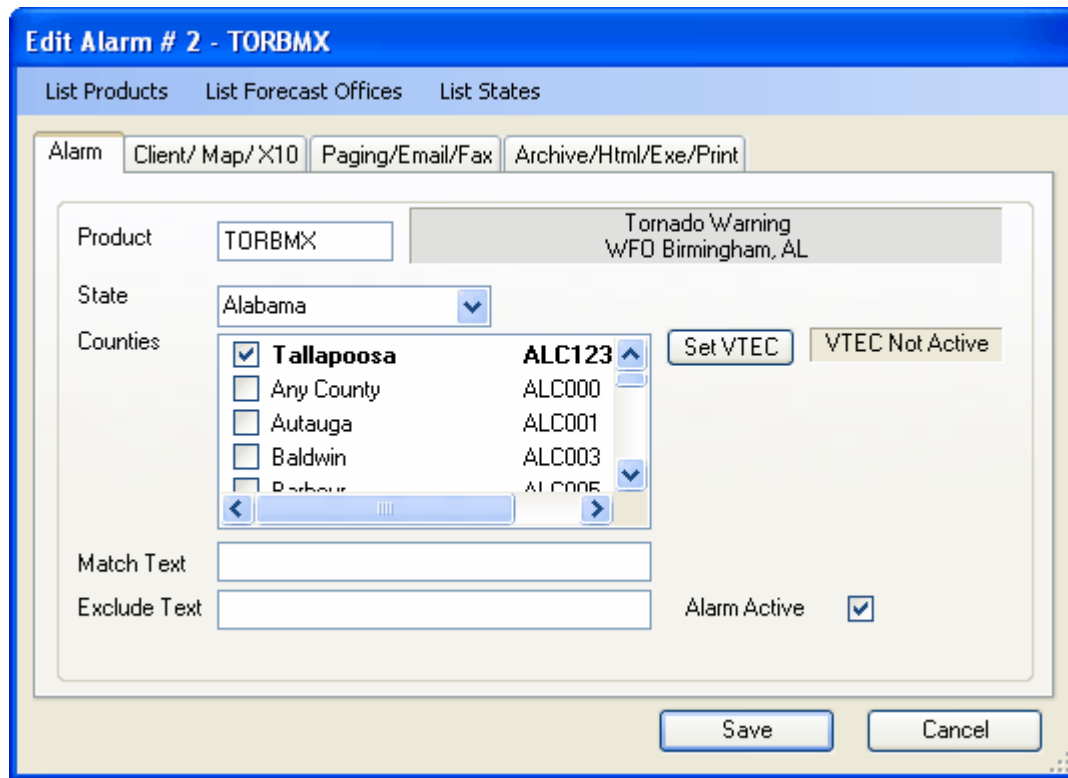 Edit Alarm # 2 - TORBMX
List Products List Forecast Offices List States
Alarm Client/ Map/ X10 Paging/Email/Fax Archive/Html/Exe/Print
Product TORBMX Tornado Warning
WFO Birmingham, AL
State Alabama
Counties
Tallapoosa ALC123
Any County ALC000
Autauga ALC001
Baldwin ALC003
Barbour ALC005
Set VTEC VTEC Not Active
Match Text
Exclude Text Alarm Active
Save Cancel